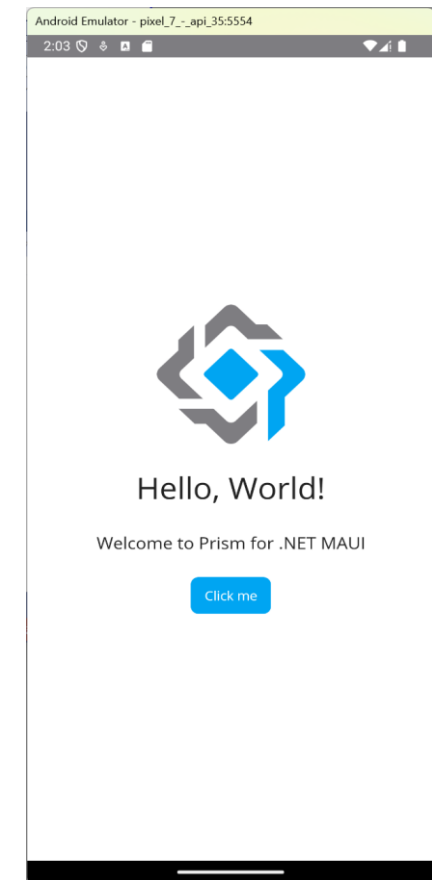 Android Emulator - pixel_7_-_api_35:5554
2:03
Hello, World!
Welcome to Prism for .NET MAUI
Click me